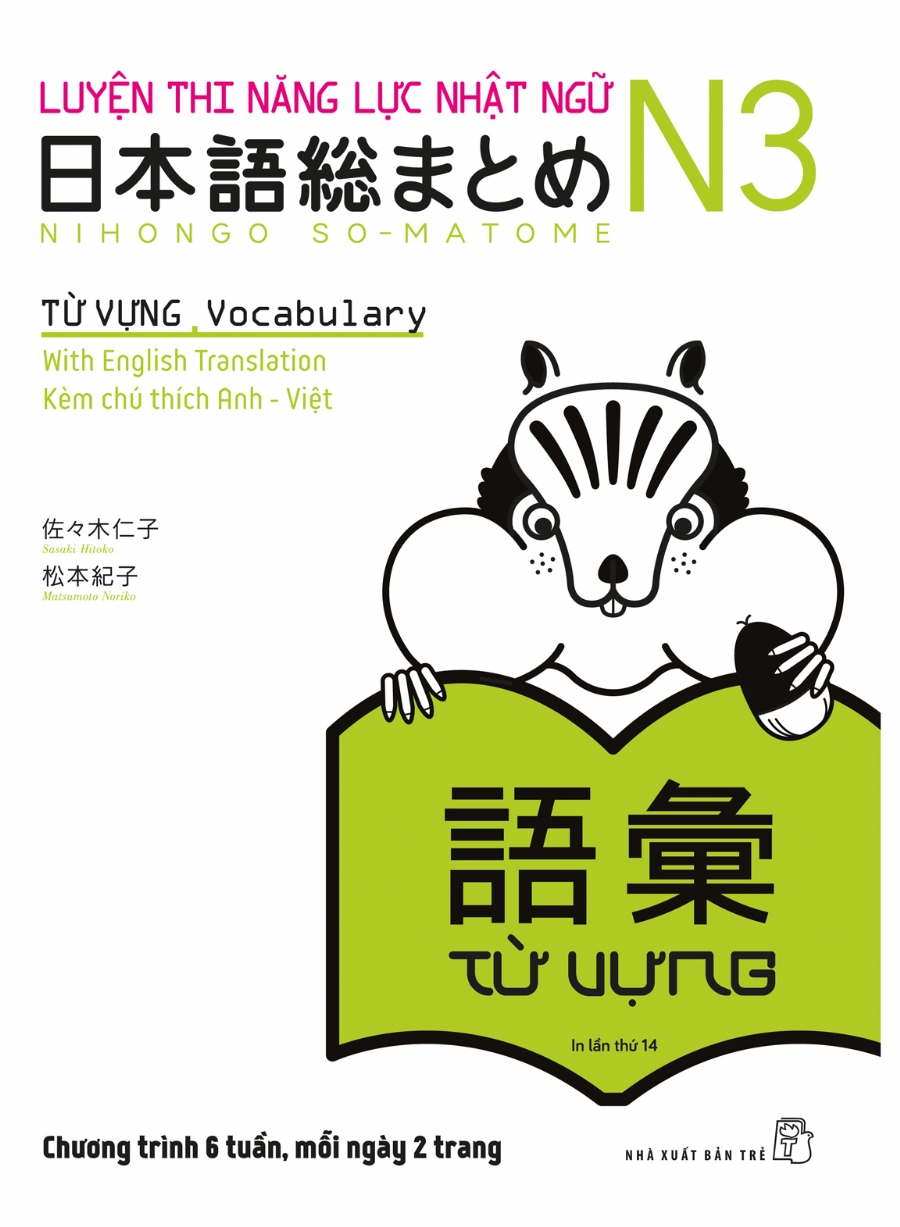 LUYỆN THI NĂNG LỰC NHẬT NGỮ
日本語総まとめ N3
NIHONGO SO-MATOME
TỪ VỰNG Vocabulary
With English Translation
Kèm chú thích Anh - Việt
佐々木仁子
Sasaki Hitoko
松本紀子
Matsumoto Noriko
語彙
TỪ VỰNG
In lần thứ 14
Chương trình 6 tuần, mỗi ngày 2 trang
NHÀ XUẤT BẢN TRẺ